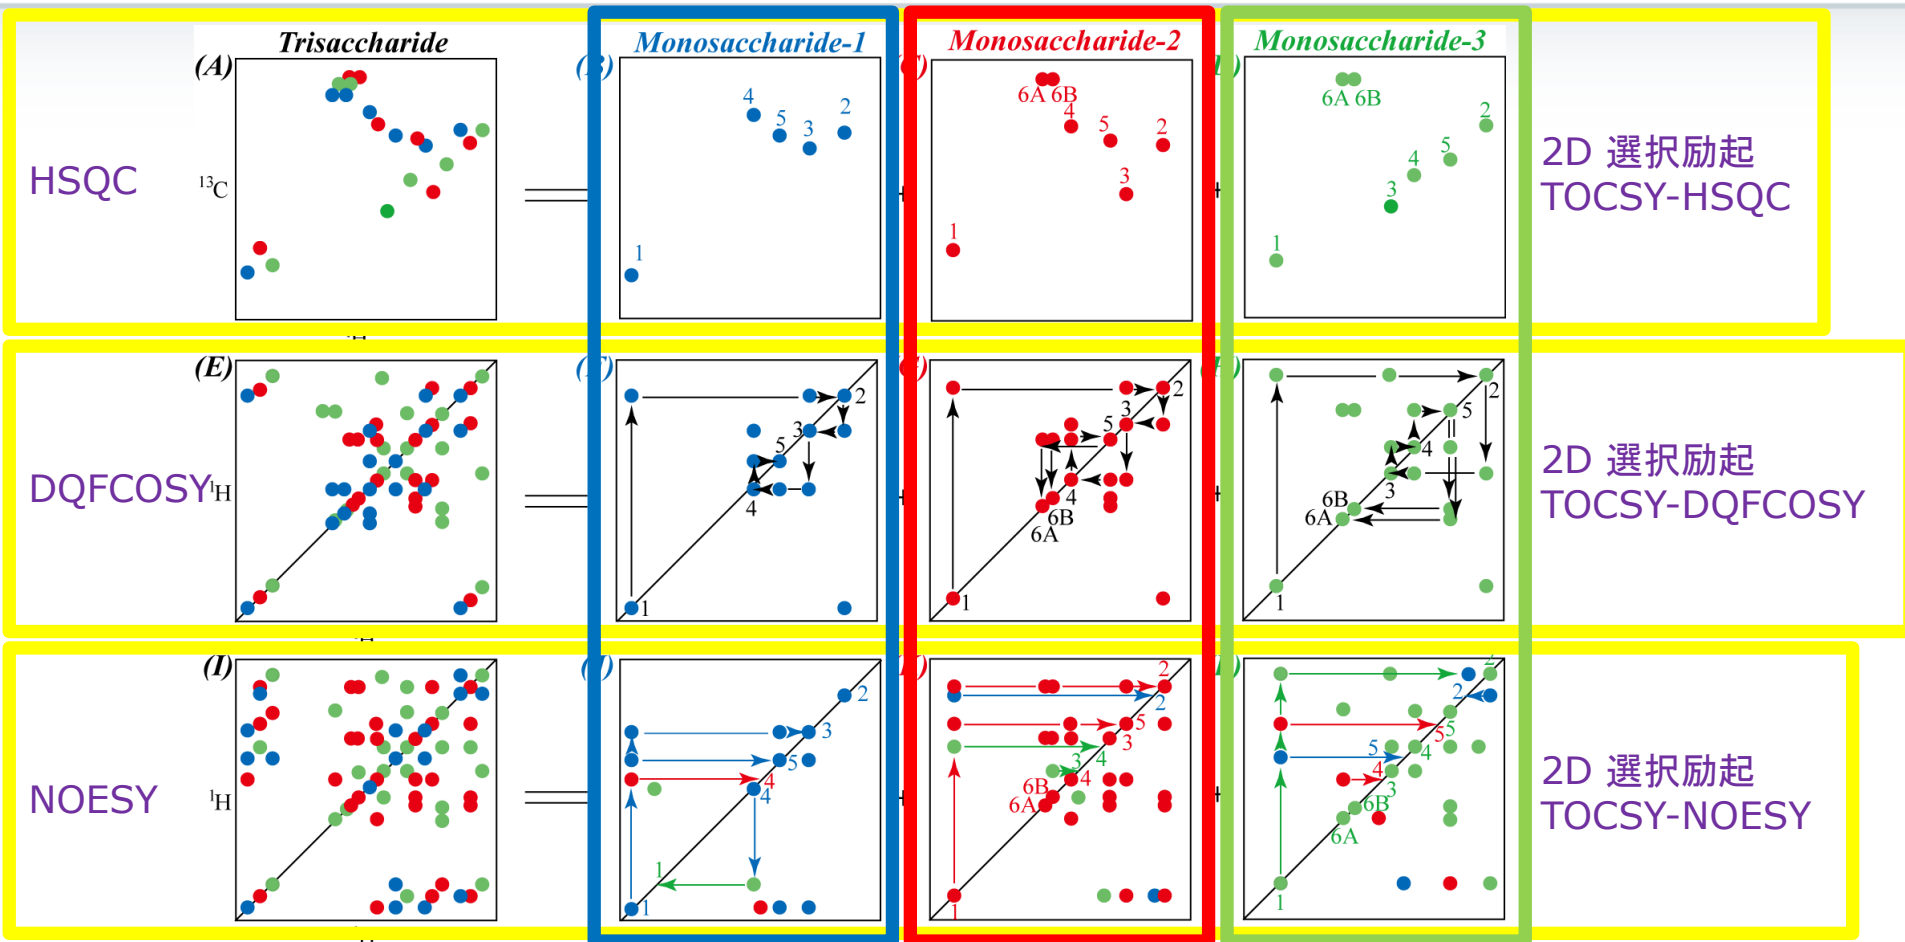 Trisaccharide
Monosaccharide-1
Monosaccharide-2
Monosaccharide-3
HSQC
(A)
13C
(B)
1
4
5
3
2
6A 6B
4
5
2
3
1
6A 6B
2
5
4
3
1
2D 選択励起
TOCSY-HSQC
DQFCOSY
(E)
1H
2
3
5
4
1
2
3
5
4
6B
6A
1
2
5
4
3
6B
6A
1
2D 選択励起
TOCSY-DQFCOSY
NOESY
(I)
1H
2
3
5
4
4
1
1
2
2
5
3
4
3
4
6B
6A
1
2
2
5
5
5
4
4
3
6B
6A
1
2D 選択励起
TOCSY-NOESY